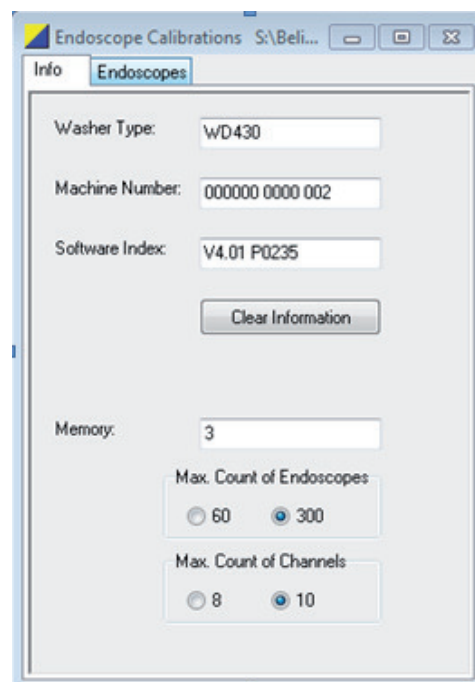 Endoscope Calibrations S:\Beli...
Info Endoscopes
Washer Type: WD430
Machine Number: 000000 0000 002
Software Index: V4.01 P0235
Clear Information
Memory: 3
Max. Count of Endoscopes
60 300
Max. Count of Channels
8 10